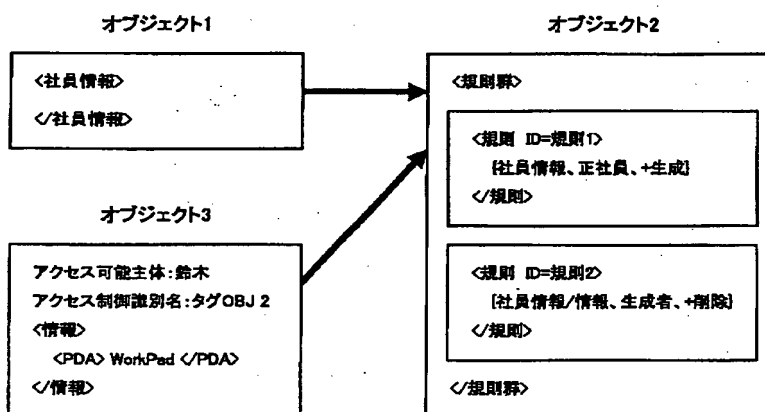 オブジェクト1
<社員情報>
</社員情報>
オブジェクト3
アクセス可能主体:鈴木
アクセス制御識別名:タグOBJ 2
<情報>
<PDA> WorkPad </PDA>
</情報>
オブジェクト2
<規則群>
<規則 ID=規則1>
[社員情報、正社員、+生成]
</規則>
<規則 ID=規則2>
[社員情報/情報、生成者、+削除]
</規則>
</規則群>